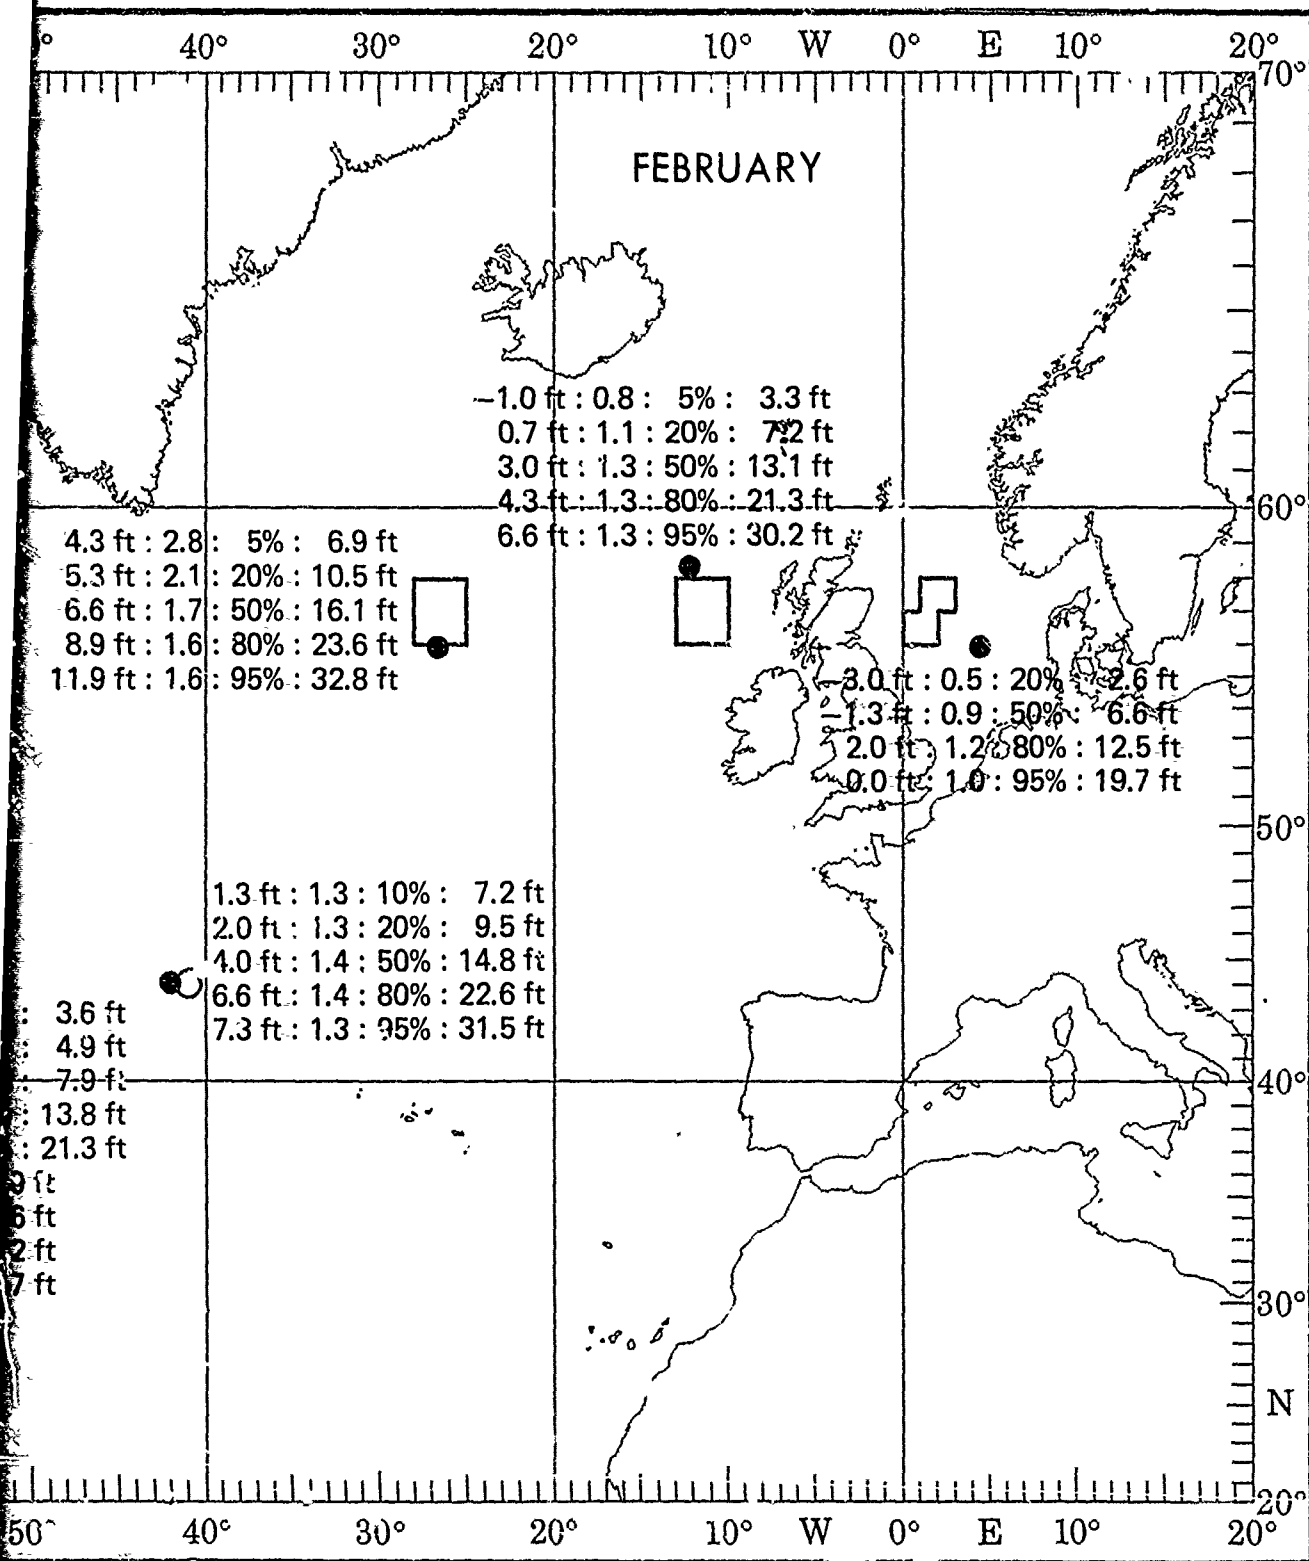 40° 30° 20° 10° W 0° E 10° 20°
70°
FEBRUARY
−1.0 ft : 0.8 : 5% : 3.3 ft
0.7 ft : 1.1 : 20% : 7.2 ft
3.0 ft : 1.3 : 50% : 13.1 ft
4.3 ft : 1.3 : 80% : 21.3 ft
6.6 ft : 1.3 : 95% : 30.2 ft
60°
4.3 ft : 2.8 : 5% : 6.9 ft
5.3 ft : 2.1 : 20% : 10.5 ft
6.6 ft : 1.7 : 50% : 16.1 ft
8.9 ft : 1.6 : 80% : 23.6 ft
11.9 ft : 1.6 : 95% : 32.8 ft
−3.0 ft : 0.5 : 20% : 2.6 ft
−1.3 ft : 0.9 : 50% : 6.6 ft
2.0 ft : 1.2 : 80% : 12.5 ft
0.0 ft : 1.0 : 95% : 19.7 ft
50°
1.3 ft : 1.3 : 10% : 7.2 ft
2.0 ft : 1.3 : 20% : 9.5 ft
4.0 ft : 1.4 : 50% : 14.8 ft
6.6 ft : 1.4 : 80% : 22.6 ft
7.3 ft : 1.3 : 95% : 31.5 ft
: 3.6 ft
: 4.9 ft
: 7.9 ft
: 13.8 ft
: 21.3 ft
9 ft
6 ft
2 ft
7 ft
40°
30°
N
20°
50° 40° 30° 20° 10° W 0° E 10° 20°